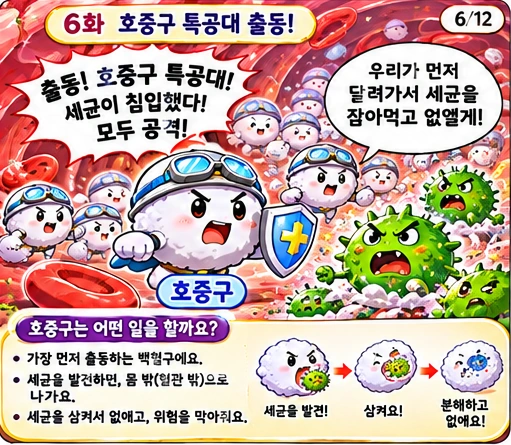 6화 호중구 특공대 출동!
6/12
출동! 호중구 특공대!
세균이 침입했다!
모두 공격!
우리가 먼저
달려가서 세균을
잡아먹고 없앨게!
호중구
호중구는 어떤 일을 할까요?
• 가장 먼저 출동하는 백혈구에요.
• 세균을 발견하면, 몸 밖(혈관 밖)으로
나가요.
• 세균을 삼켜서 없애고, 위험을 막아줘요.
세균을 발견!
삼켜요!
분해하고
없애요!